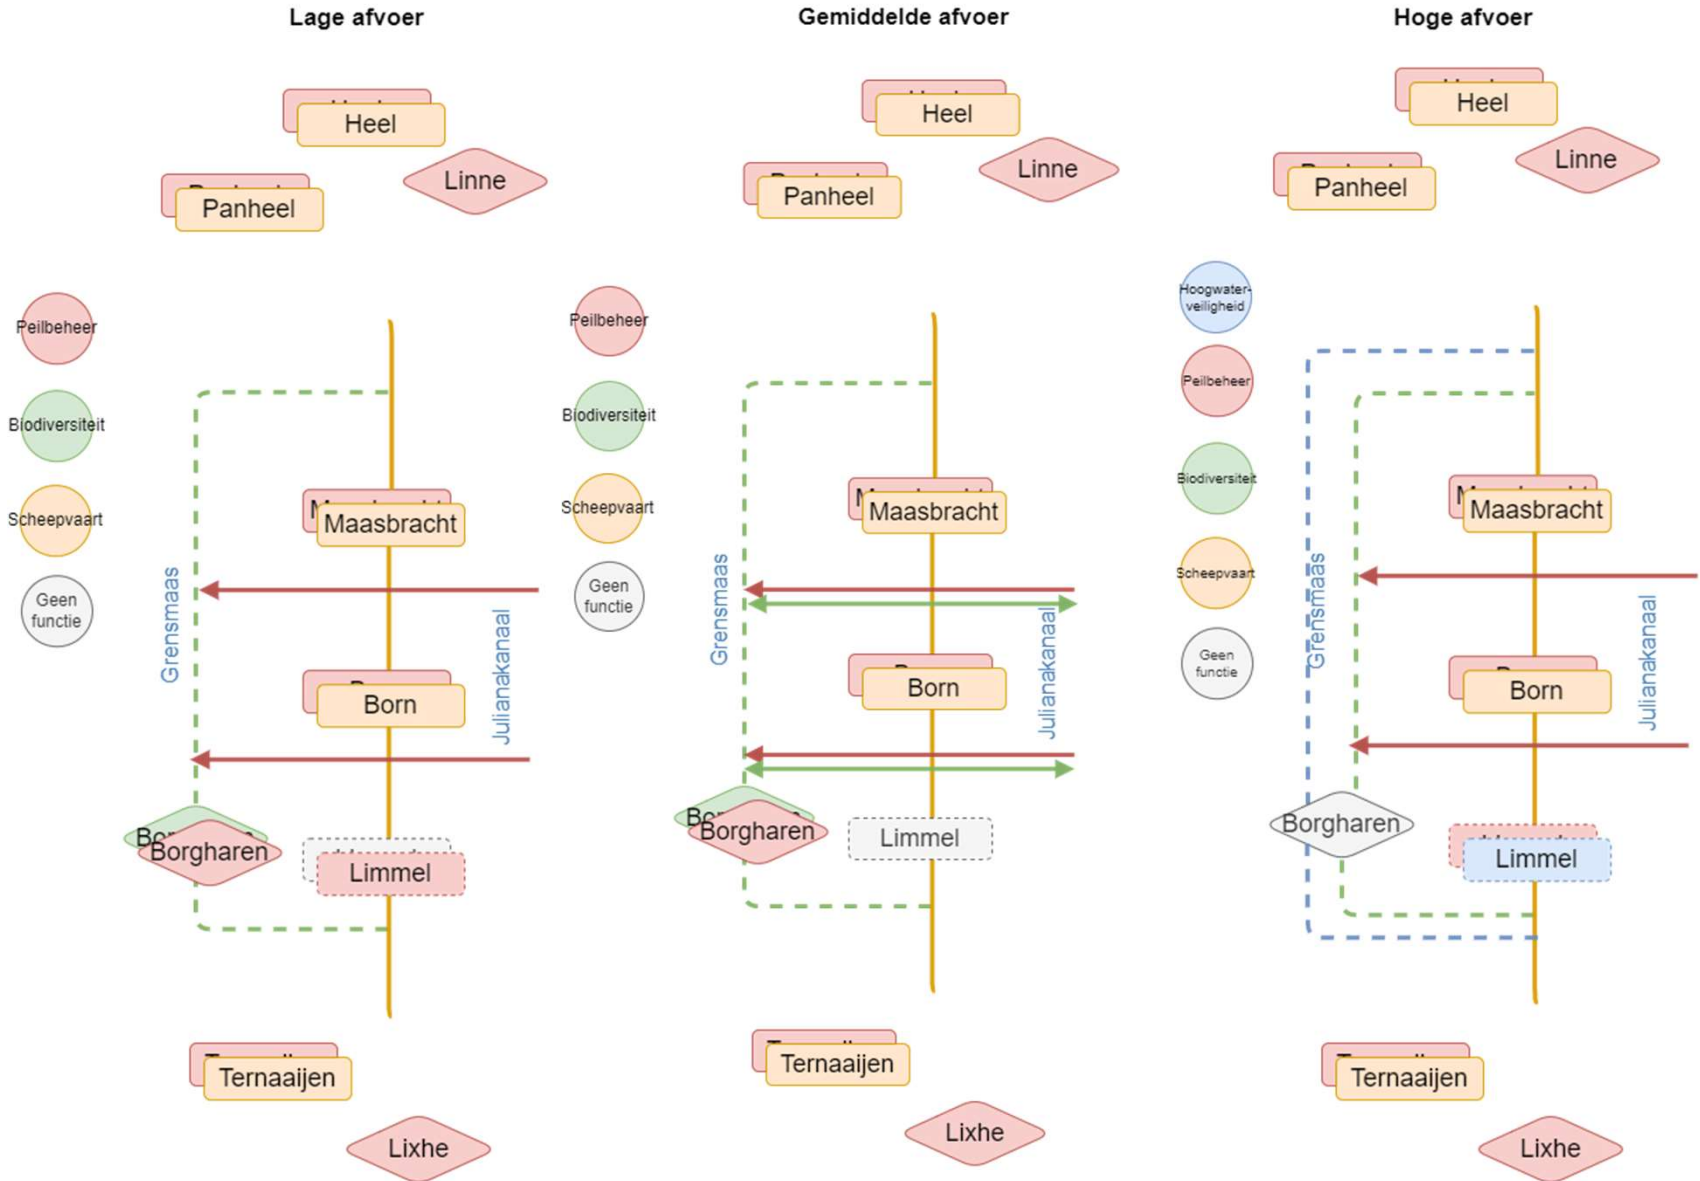 Lage afvoer
Heel
Linne
Panheel
Peilbeheer
Biodiversiteit
Scheepvaart
Geen
functie
Maasbracht
Grensmaas
Julianakanaal
Born
Borgharen
Limmel
Ternaaijen
Lixhe
Gemiddelde afvoer
Heel
Linne
Panheel
Peilbeheer
Biodiversiteit
Scheepvaart
Geen
functie
Maasbracht
Grensmaas
Julianakanaal
Born
Borgharen
Limmel
Ternaaijen
Lixhe
Hoge afvoer
Heel
Linne
Panheel
Hoogwater-
veiligheid
Peilbeheer
Biodiversiteit
Scheepvaart
Geen
functie
Maasbracht
Grensmaas
Julianakanaal
Born
Borgharen
Limmel
Ternaaijen
Lixhe